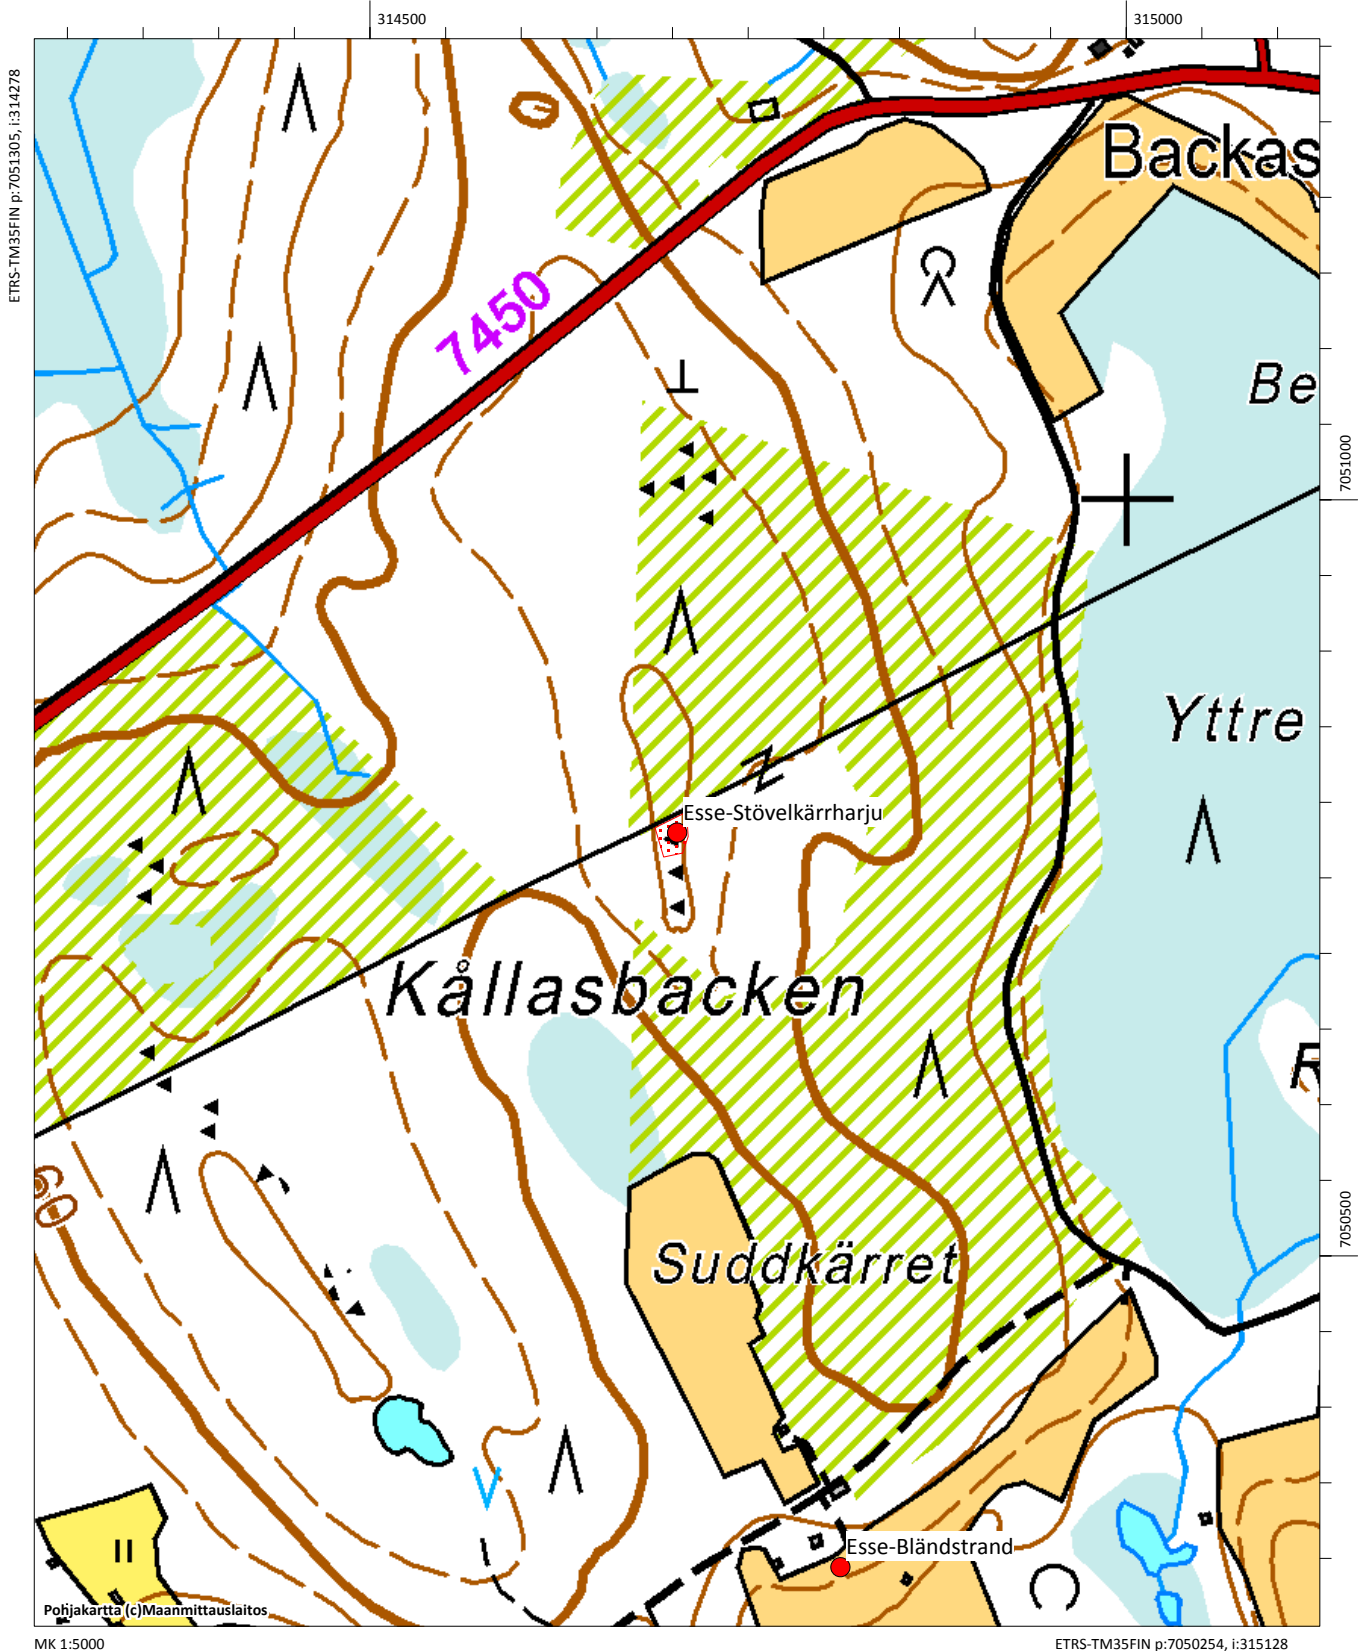 314500
315000
ETRS-TM35FIN p:7051305, i:314278
Backas
7450
Be
7051000
Yttre
Esse-Stövelkärrharju
Kållasbacken
R
60
7050500
Suddkärret
Esse-Bländstrand
Pohjakartta (c)Maanmittauslaitos
MK 1:5000
ETRS-TM35FIN p:7050254, i:315128